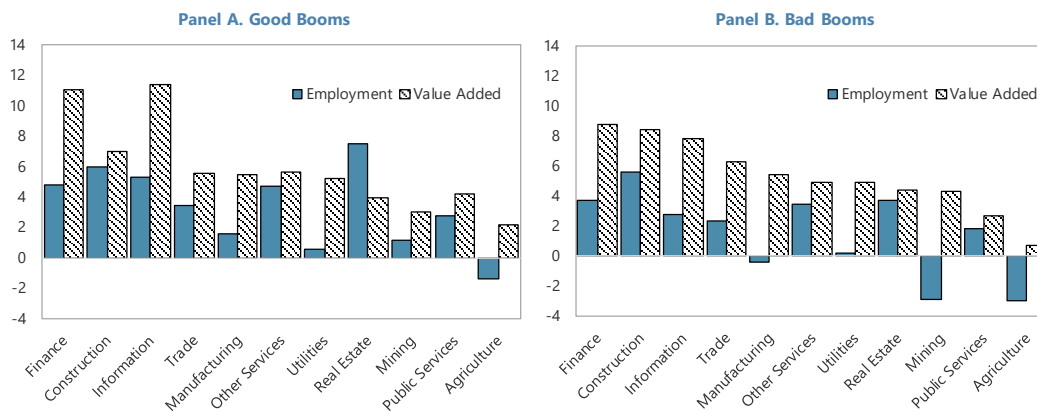 Panel A. Good Booms
14
12
10
8
6
4
2
0
-2
-4
Employment
Value Added
Finance
Construction
Information
Trade
Manufacturing
Other Services
Utilities
Real Estate
Mining
Public Services
Agriculture
Panel B. Bad Booms
14
12
10
8
6
4
2
0
-2
-4
Employment
Value Added
Finance
Construction
Information
Trade
Manufacturing
Other Services
Utilities
Real Estate
Mining
Public Services
Agriculture